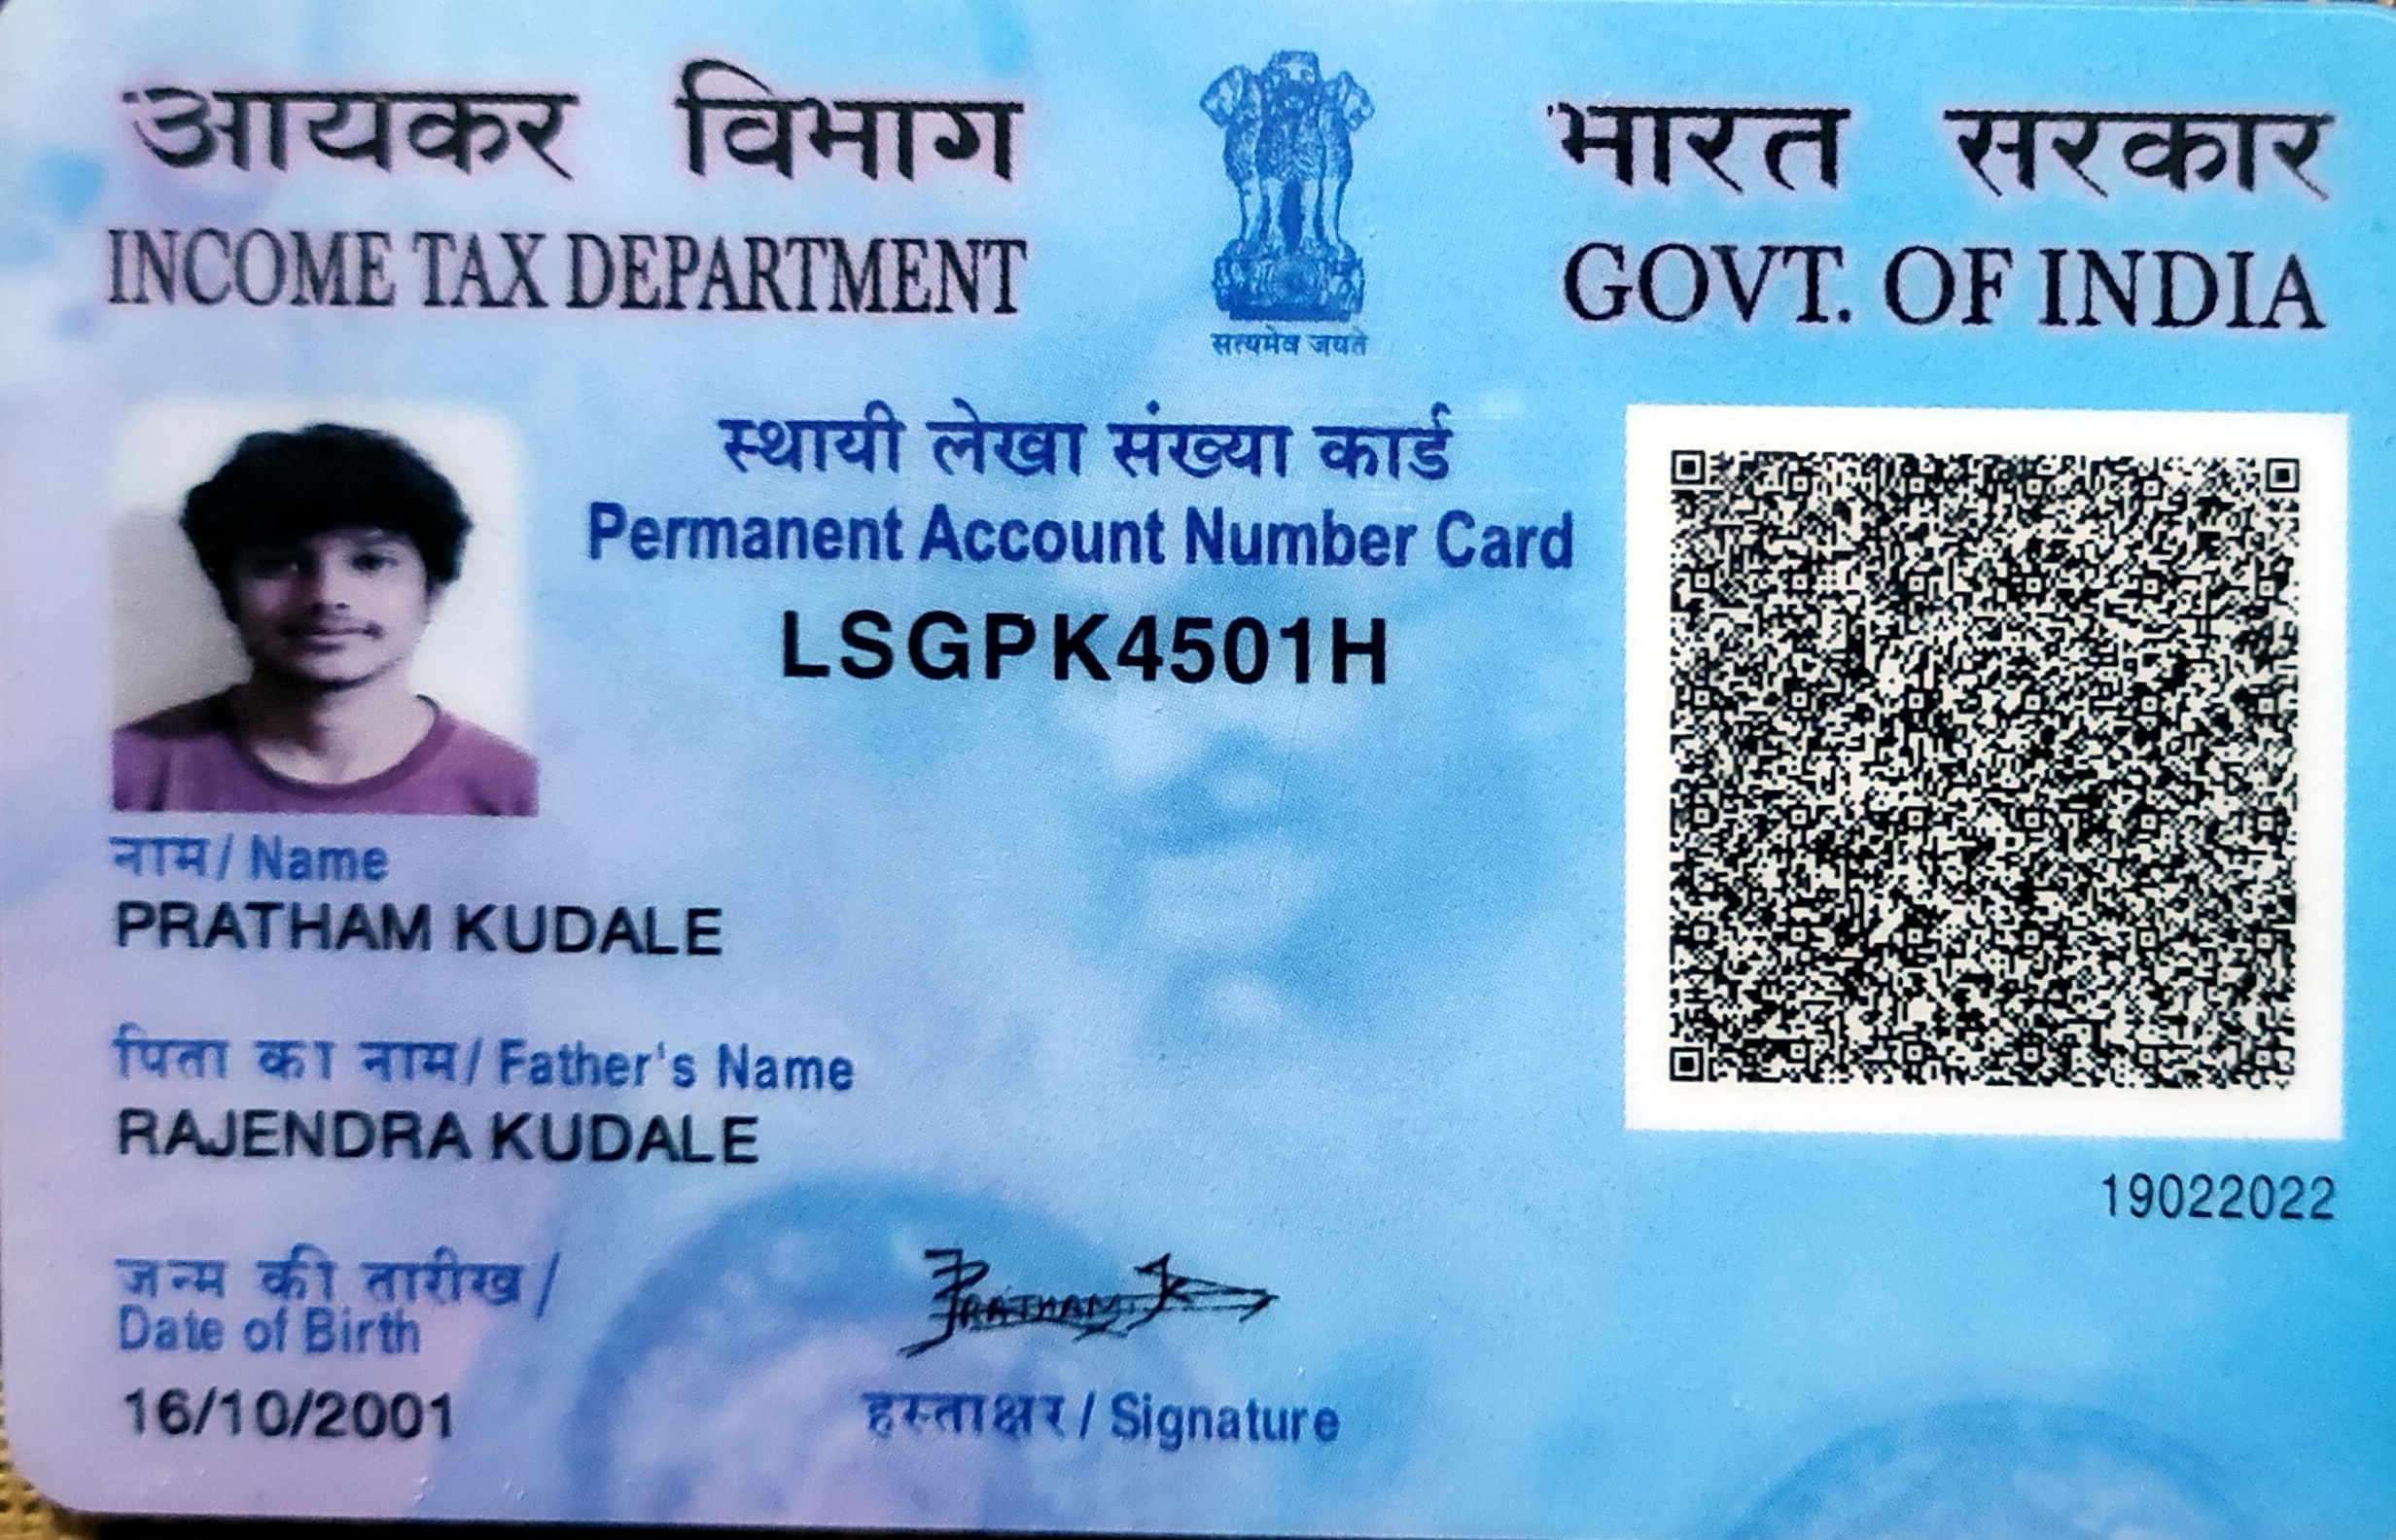 आयकर विभाग
INCOME TAX DEPARTMENT
सत्यमेव जयते
भारत सरकार
GOVT. OF INDIA
स्थायी लेखा संख्या कार्ड
Permanent Account Number Card
LSGPK4501H
नाम/ Name
PRATHAM KUDALE
पिता का नाम/ Father's Name
RAJENDRA KUDALE
19022022
जन्म की तारीख /
Date of Birth
16/10/2001
PRATHAM K
हस्ताक्षर / Signature